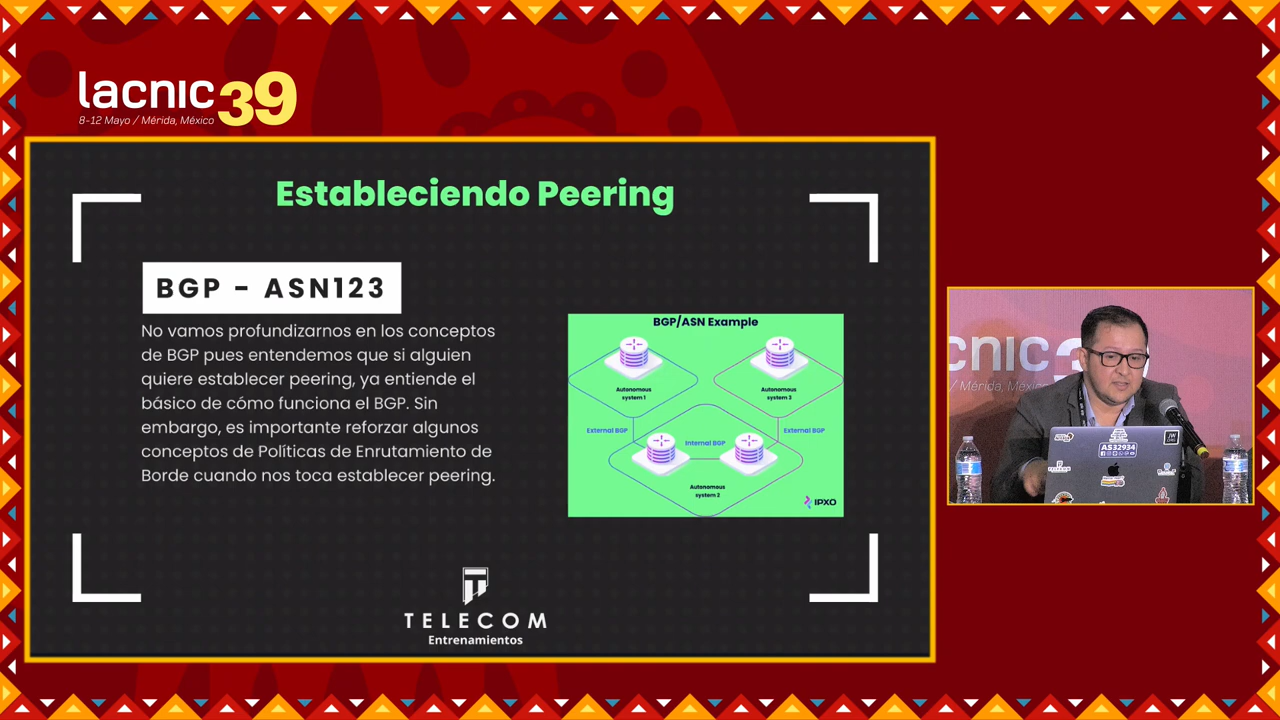 lacnic39
8-12 Mayo / Mérida, México
Estableciendo Peering
BGP - ASN123
No vamos profundizarnos en los conceptos
de BGP pues entendemos que si alguien
quiere establecer peering, ya entiende el
básico de cómo funciona el BGP. Sin
embargo, es importante reforzar algunos
conceptos de Políticas de Enrutamiento de
Borde cuando nos toca establecer peering.
BGP/ASN Example
Autonomous
system 1
Autonomous
system 3
External BGP
Internal BGP
External BGP
Autonomous
system 2
IPXO
TELECOM
Entrenamientos
cnic3
/ Mérida, México
AS32934